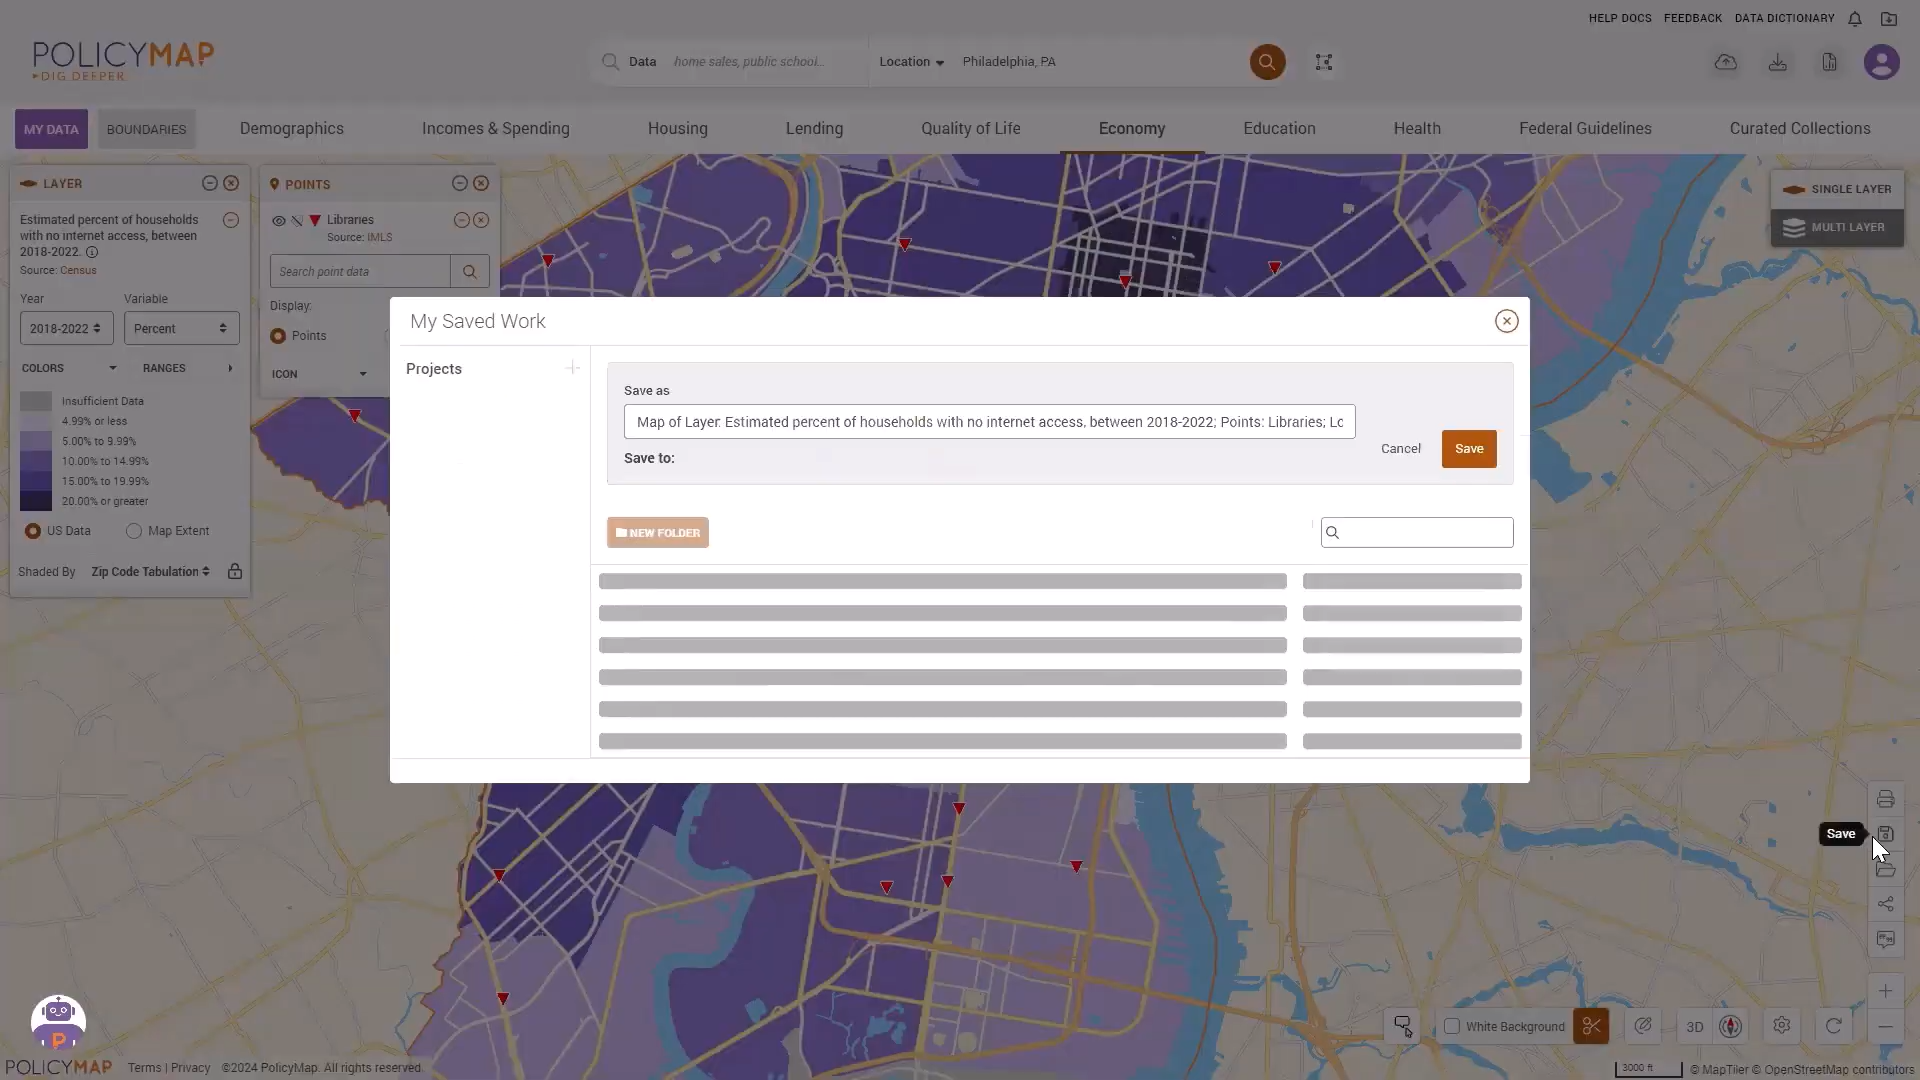 HELP DOCS FEEDBACK DATA DICTIONARY
POLICYMAP
DIG DEEPER
Data home sales, public school... Location Philadelphia, PA
MY DATA BOUNDARIES Demographics Incomes & Spending Housing Lending Quality of Life Economy Education Health Federal Guidelines Curated Collections
LAYER
Estimated percent of households
with no internet access, between
2018-2022.
Source: Census
Year Variable
2018-2022 Percent
COLORS RANGES
Insufficient Data
4.99% or less
5.00% to 9.99%
10.00% to 14.99%
15.00% to 19.99%
20.00% or greater
US Data Map Extent
Shaded By Zip Code Tabulation
POINTS
Libraries
Source: IMLS
Search point data
Display:
Points
ICON
SINGLE LAYER
MULTI LAYER
My Saved Work
Projects
Save as
Map of Layer: Estimated percent of households with no internet access, between 2018-2022; Points: Libraries; Lo
Save to:
Cancel Save
NEW FOLDER
Save
White Background 3D
P
POLICYMAP Terms | Privacy ©2024 PolicyMap. All rights reserved.
3000 ft © MapTiler © OpenStreetMap contributors